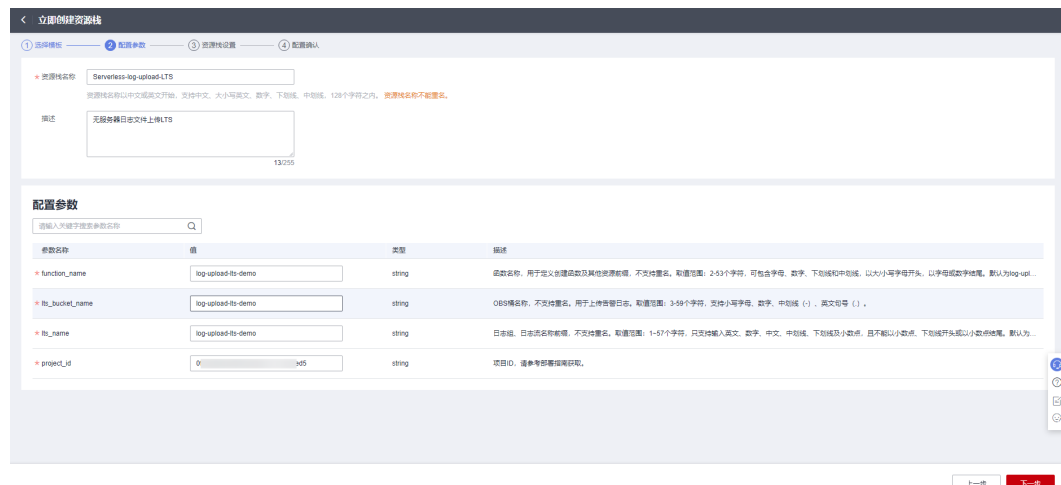 立即创建资源栈
1 选择模板 2 配置参数 3 资源栈设置 4 配置确认
* 资源栈名称 Serverless-log-upload-LTS
资源栈名称以中文或英文开始，支持中文、大小写英文、数字、下划线、中划线，128个字符之内。 资源栈名称不能重名。
描述 无服务器日志文件上传LTS
13/255
配置参数
请输入关键字搜索参数名称
参数名称 值 类型 描述
* function_name log-upload-lts-demo string 函数名称，用于定义创建函数及其他资源前缀，不支持重名。取值范围：2-53个字符，可包含字母、数字、下划线和中划线，以大/小写字母开头，以字母或数字结尾。默认为log-upl...
* lts_bucket_name log-upload-lts-demo string OBS桶名称，不支持重名。用于上传告警日志。取值范围：3-59个字符，支持小写字母、数字、中划线（-）、英文句号（.）。
* lts_name log-upload-lts-demo string 日志组、日志流名称前缀，不支持重名。取值范围：1-57个字符，只支持输入英文、数字、中文、中划线、下划线及小数点，且不能以小数点、下划线开头或以小数点结尾。默认为...
* project_id ed5 string 项目ID，请参考部署指南获取。
上一步 下一步